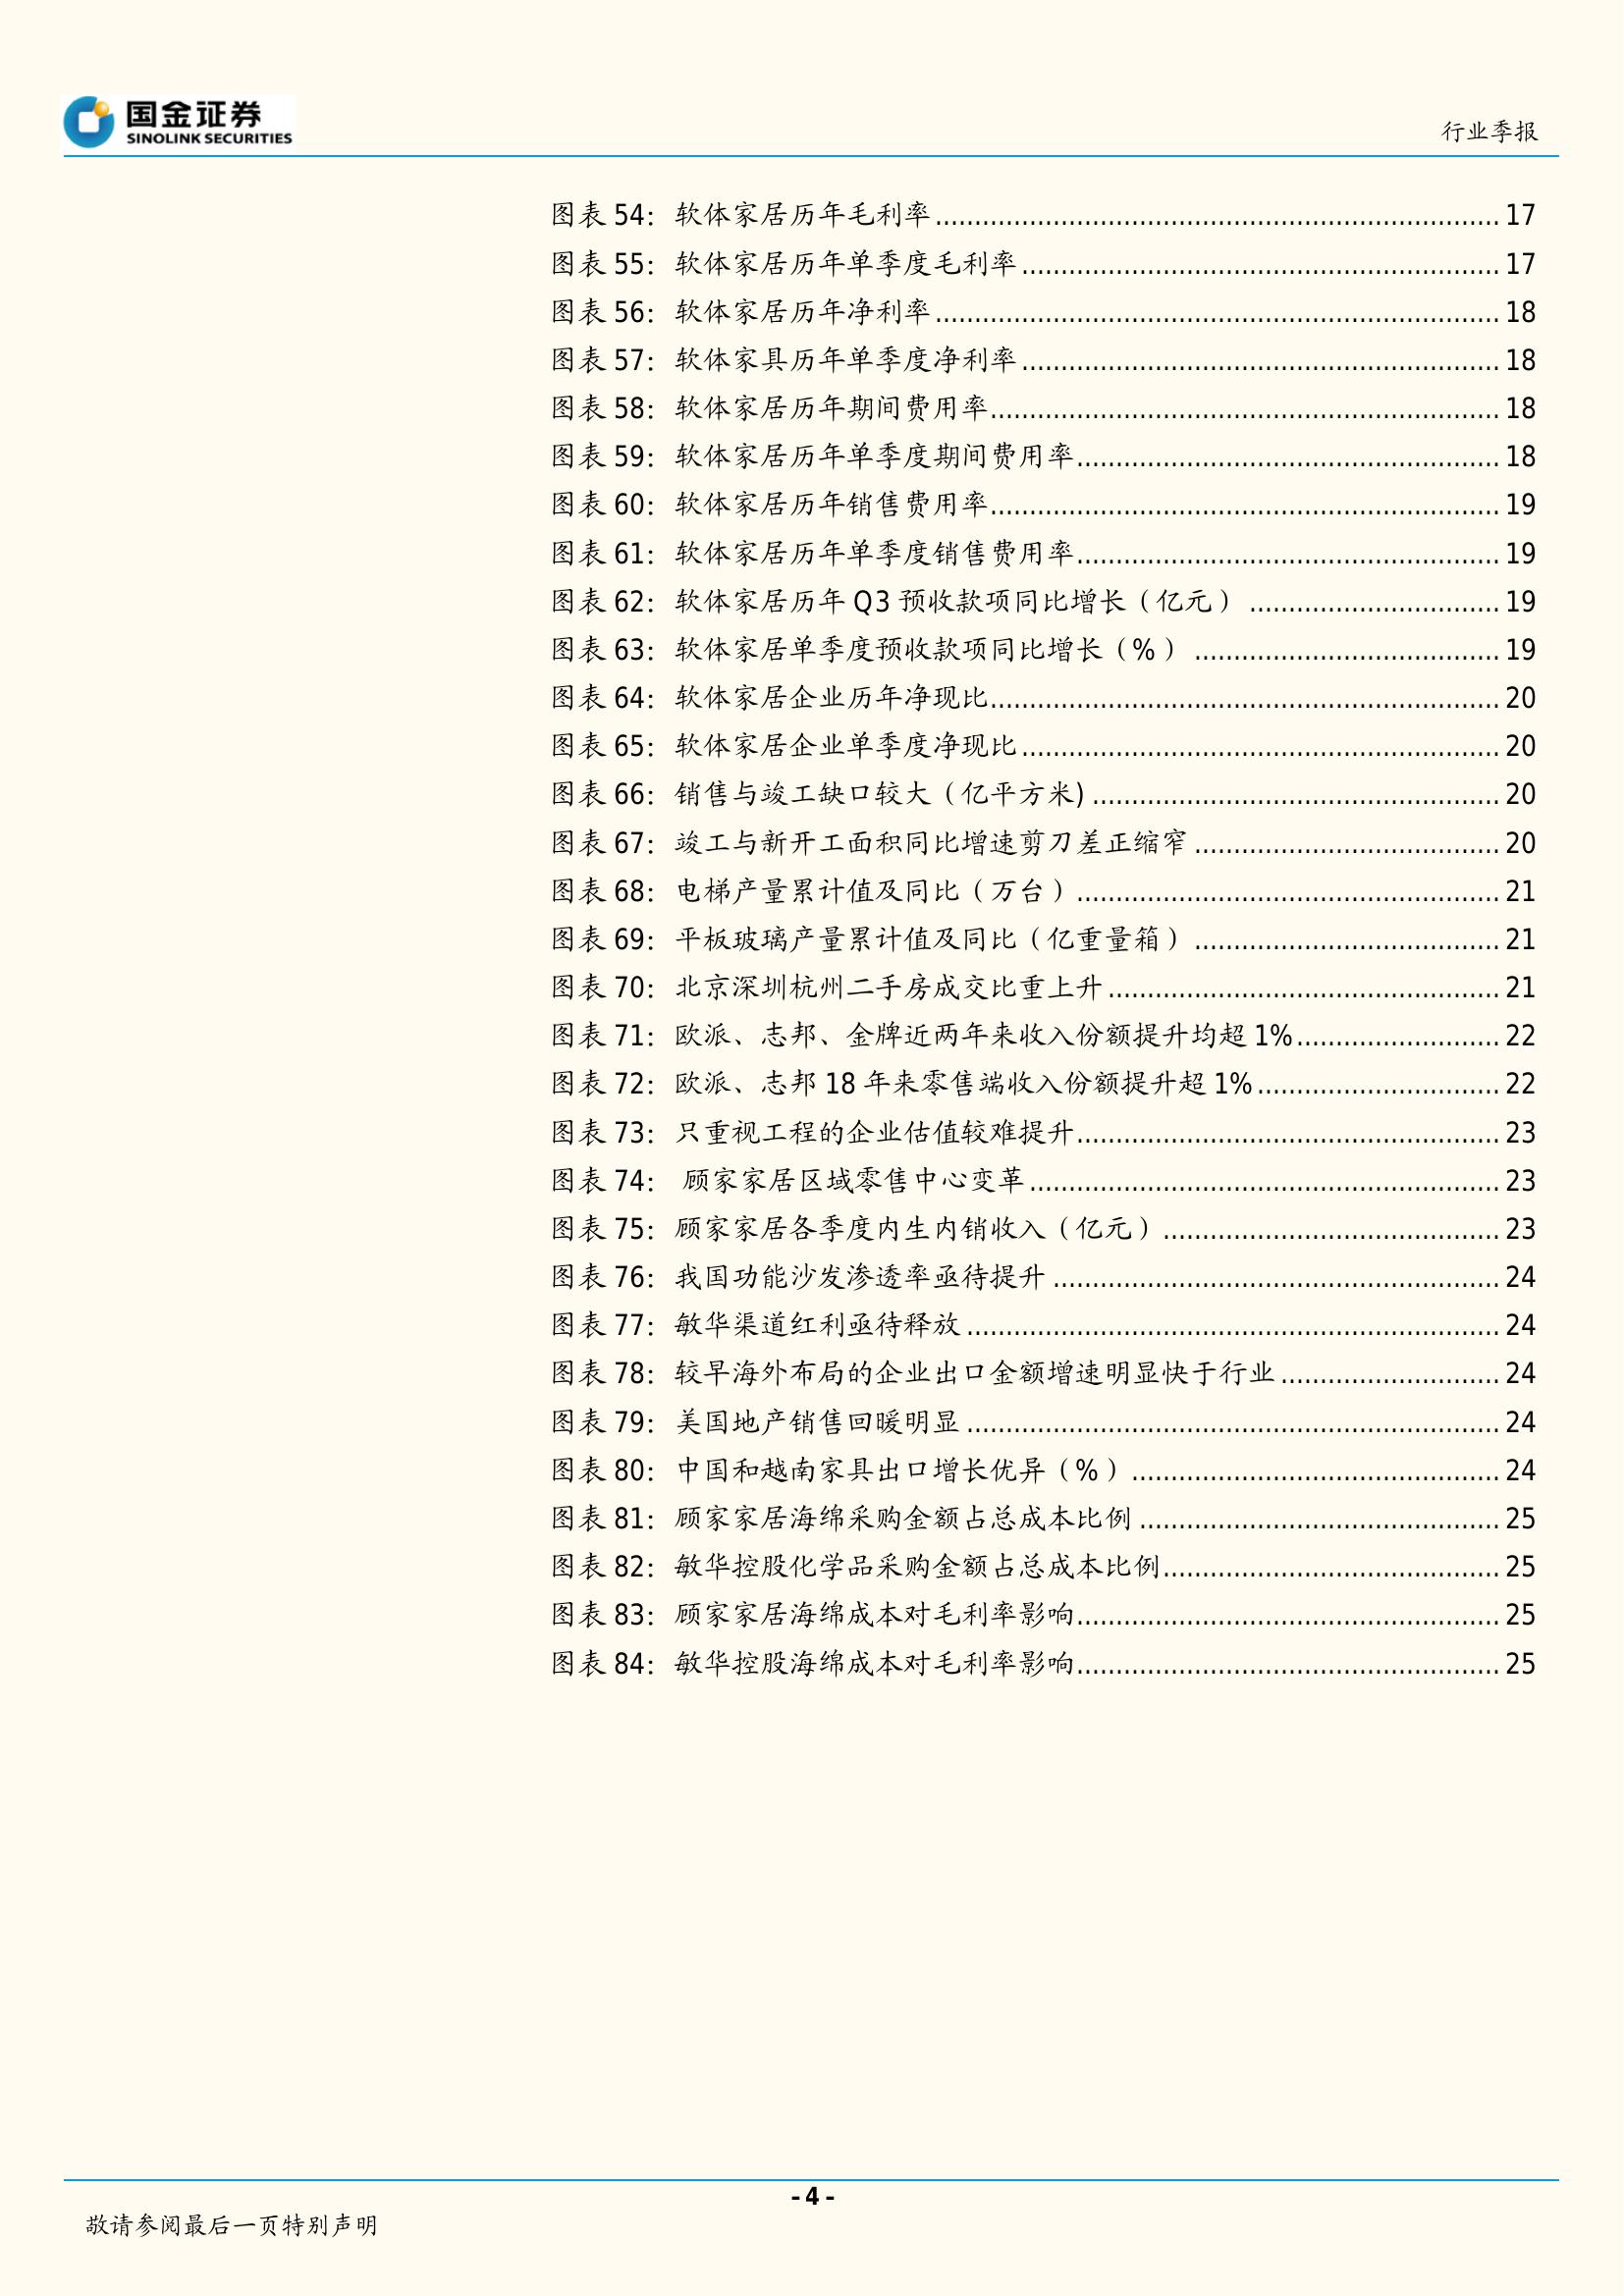 国金证券
SINOLINK SECURITIES
行业季报
图表 54：软体家居历年毛利率........................................................................ 17
图表 55：软体家居历年单季度毛利率............................................................. 17
图表 56：软体家居历年净利率........................................................................ 18
图表 57：软体家具历年单季度净利率............................................................. 18
图表 58：软体家居历年期间费用率................................................................. 18
图表 59：软体家居历年单季度期间费用率...................................................... 18
图表 60：软体家居历年销售费用率................................................................. 19
图表 61：软体家居历年单季度销售费用率...................................................... 19
图表 62：软体家居历年 Q3 预收款项同比增长（亿元） ................................ 19
图表 63：软体家居单季度预收款项同比增长（%） ....................................... 19
图表 64：软体家居企业历年净现比................................................................. 20
图表 65：软体家居企业单季度净现比............................................................. 20
图表 66：销售与竣工缺口较大（亿平方米) .................................................... 20
图表 67：竣工与新开工面积同比增速剪刀差正缩窄 ....................................... 20
图表 68：电梯产量累计值及同比（万台）...................................................... 21
图表 69：平板玻璃产量累计值及同比（亿重量箱）....................................... 21
图表 70：北京深圳杭州二手房成交比重上升.................................................. 21
图表 71：欧派、志邦、金牌近两年来收入份额提升均超 1%.......................... 22
图表 72：欧派、志邦 18 年来零售端收入份额提升超 1%............................... 22
图表 73：只重视工程的企业估值较难提升...................................................... 23
图表 74： 顾家家居区域零售中心变革............................................................ 23
图表 75：顾家家居各季度内生内销收入（亿元）........................................... 23
图表 76：我国功能沙发渗透率亟待提升 ......................................................... 24
图表 77：敏华渠道红利亟待释放 .................................................................... 24
图表 78：较早海外布局的企业出口金额增速明显快于行业 ............................ 24
图表 79：美国地产销售回暖明显 .................................................................... 24
图表 80：中国和越南家具出口增长优异（%）............................................... 24
图表 81：顾家家居海绵采购金额占总成本比例 .............................................. 25
图表 82：敏华控股化学品采购金额占总成本比例........................................... 25
图表 83：顾家家居海绵成本对毛利率影响...................................................... 25
图表 84：敏华控股海绵成本对毛利率影响...................................................... 25
- 4 -
敬请参阅最后一页特别声明